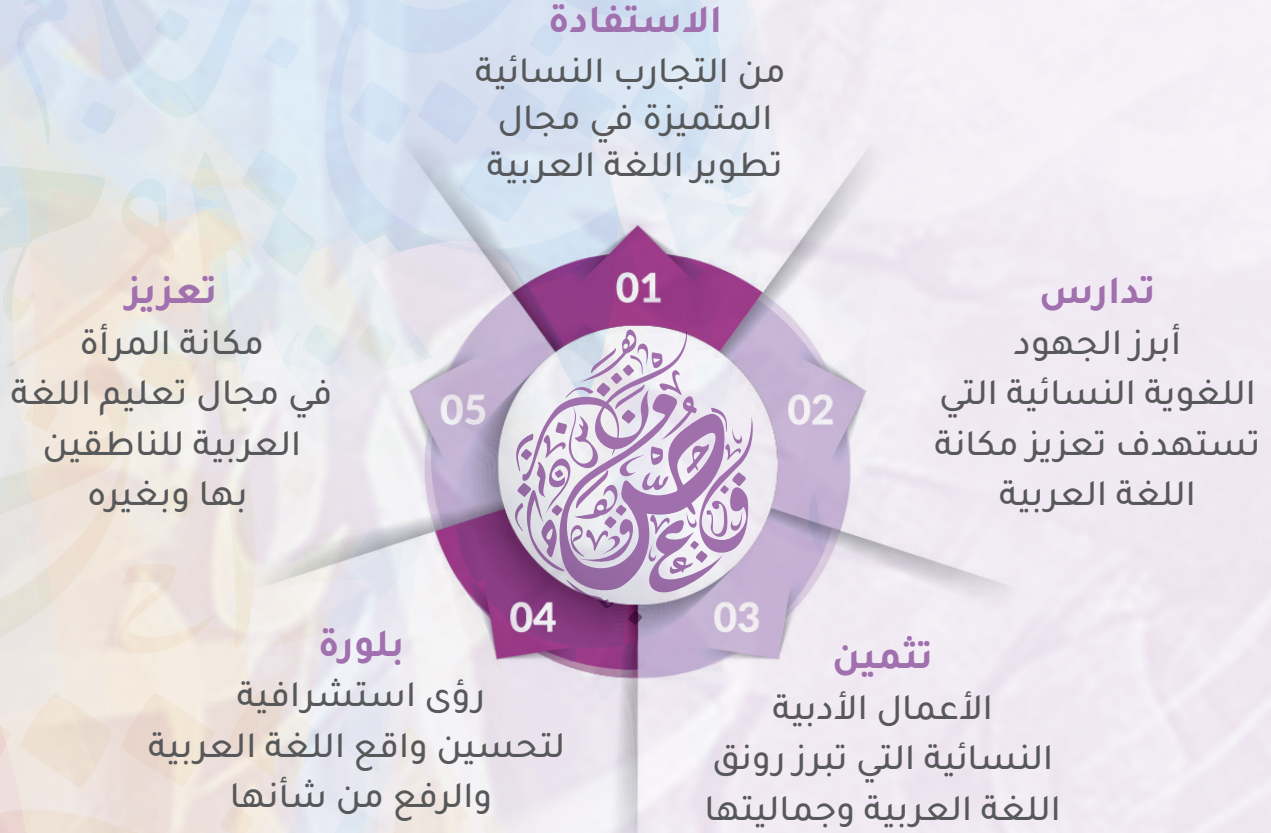 الاستفادة
من التجارب النسائية
المتميزة في مجال
تطوير اللغة العربية
01
تدارس
أبرز الجهود
اللغوية النسائية التي
تستهدف تعزيز مكانة
اللغة العربية
02
تثمين
الأعمال الأدبية
النسائية التي تبرز رونق
اللغة العربية وجماليتها
03
بلورة
رؤى استشرافية
لتحسين واقع اللغة العربية
والرفع من شأنها
04
تعزيز
مكانة المرأة
في مجال تعليم اللغة
العربية للناطقين
بها وبغيره
05